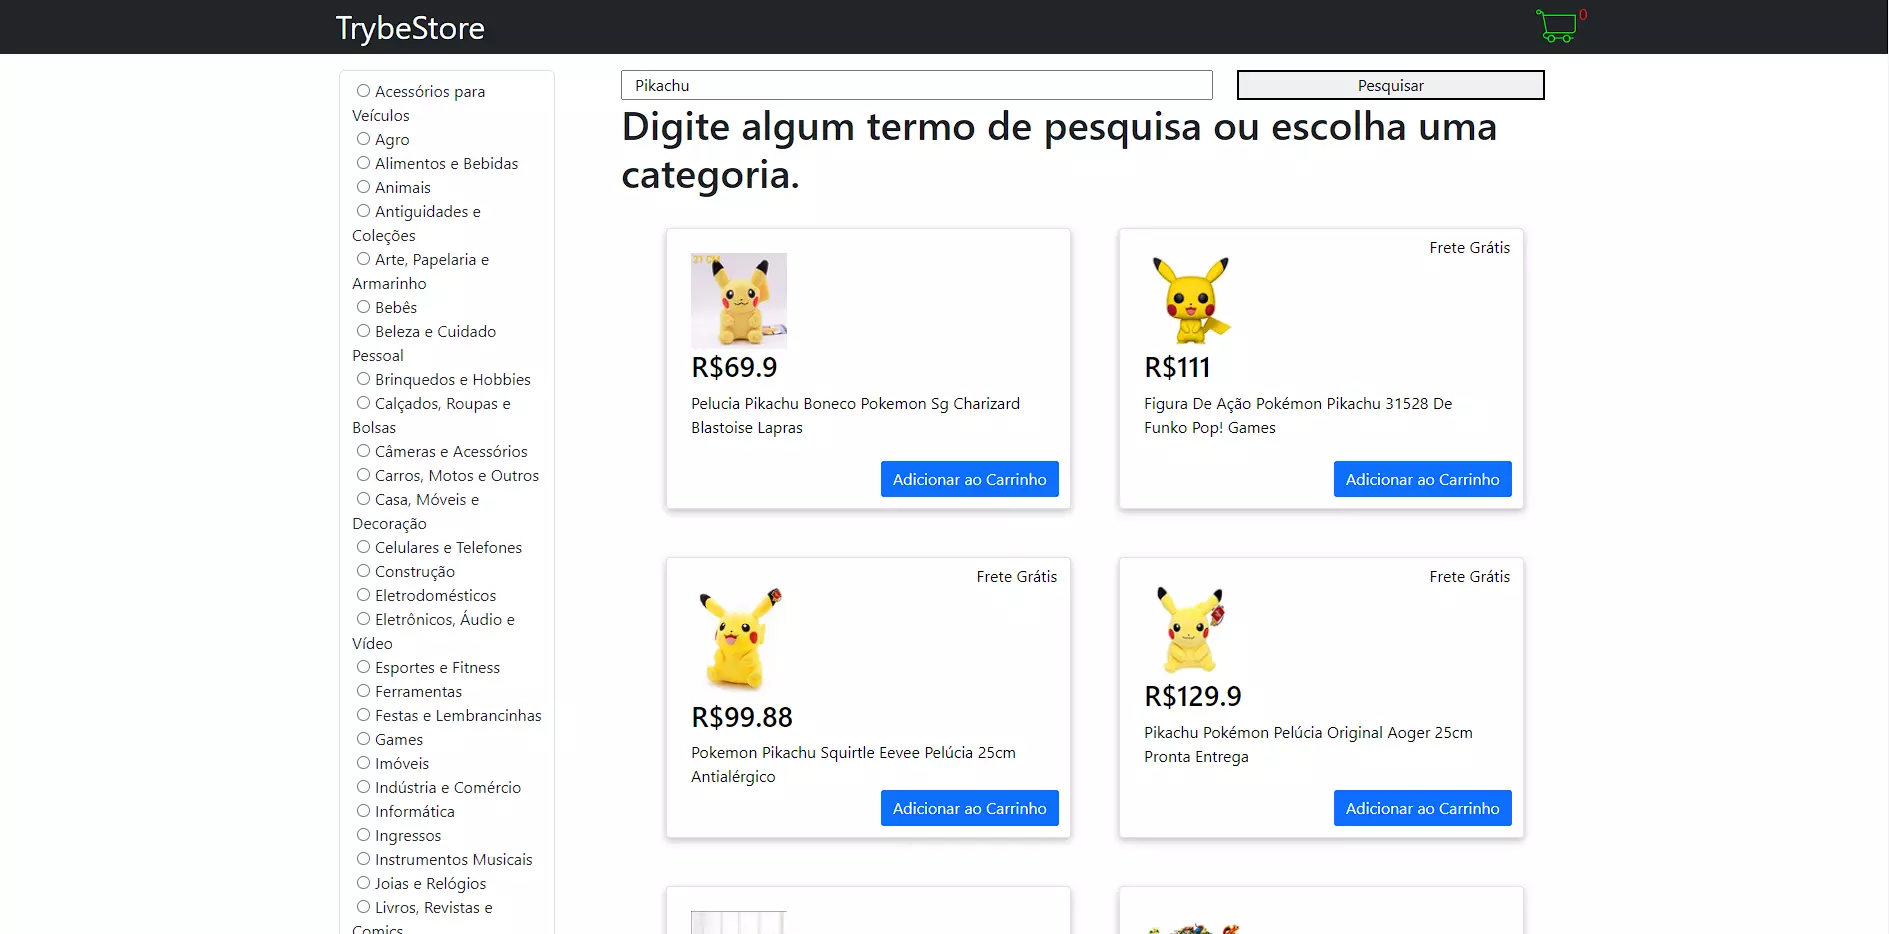 TrybeStore
0
Acessórios para
Veículos
Agro
Alimentos e Bebidas
Animais
Antiguidades e
Coleções
Arte, Papelaria e
Armarinho
Bebês
Beleza e Cuidado
Pessoal
Brinquedos e Hobbies
Calçados, Roupas e
Bolsas
Câmeras e Acessórios
Carros, Motos e Outros
Casa, Móveis e
Decoração
Celulares e Telefones
Construção
Eletrodomésticos
Eletrônicos, Áudio e
Vídeo
Esportes e Fitness
Ferramentas
Festas e Lembrancinhas
Games
Imóveis
Indústria e Comércio
Informática
Ingressos
Instrumentos Musicais
Joias e Relógios
Livros, Revistas e
Comics
Pikachu
Pesquisar
Digite algum termo de pesquisa ou escolha uma
categoria.
21 CM
R$69.9
Pelucia Pikachu Boneco Pokemon Sg Charizard
Blastoise Lapras
Adicionar ao Carrinho
Frete Grátis
R$111
Figura De Ação Pokémon Pikachu 31528 De
Funko Pop! Games
Adicionar ao Carrinho
Frete Grátis
R$99.88
Pokemon Pikachu Squirtle Eevee Pelúcia 25cm
Antialérgico
Adicionar ao Carrinho
Frete Grátis
R$129.9
Pikachu Pokémon Pelúcia Original Aoger 25cm
Pronta Entrega
Adicionar ao Carrinho